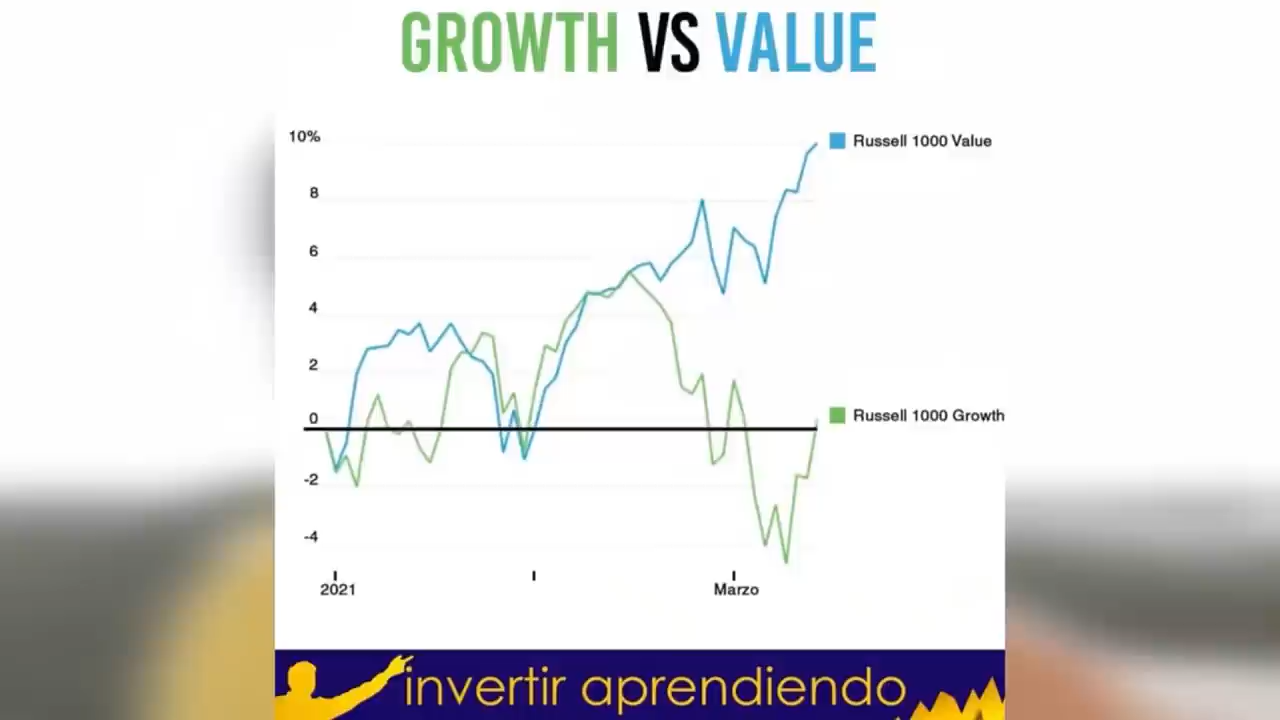 GROWTH VS VALUE
10%
Russell 1000 Value
8
6
4
2
0
Russell 1000 Growth
-2
-4
2021
Marzo
invertir aprendiendo